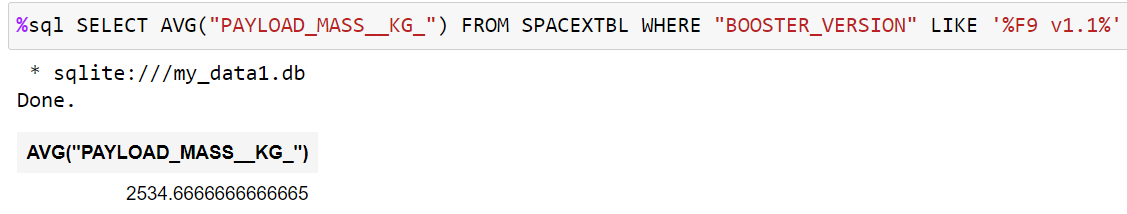 %sql SELECT AVG("PAYLOAD_MASS__KG_") FROM SPACEXTBL WHERE "BOOSTER_VERSION" LIKE '%F9 v1.1%'
* sqlite:///my_data1.db
Done.
AVG("PAYLOAD_MASS__KG_")
2534.6666666666665